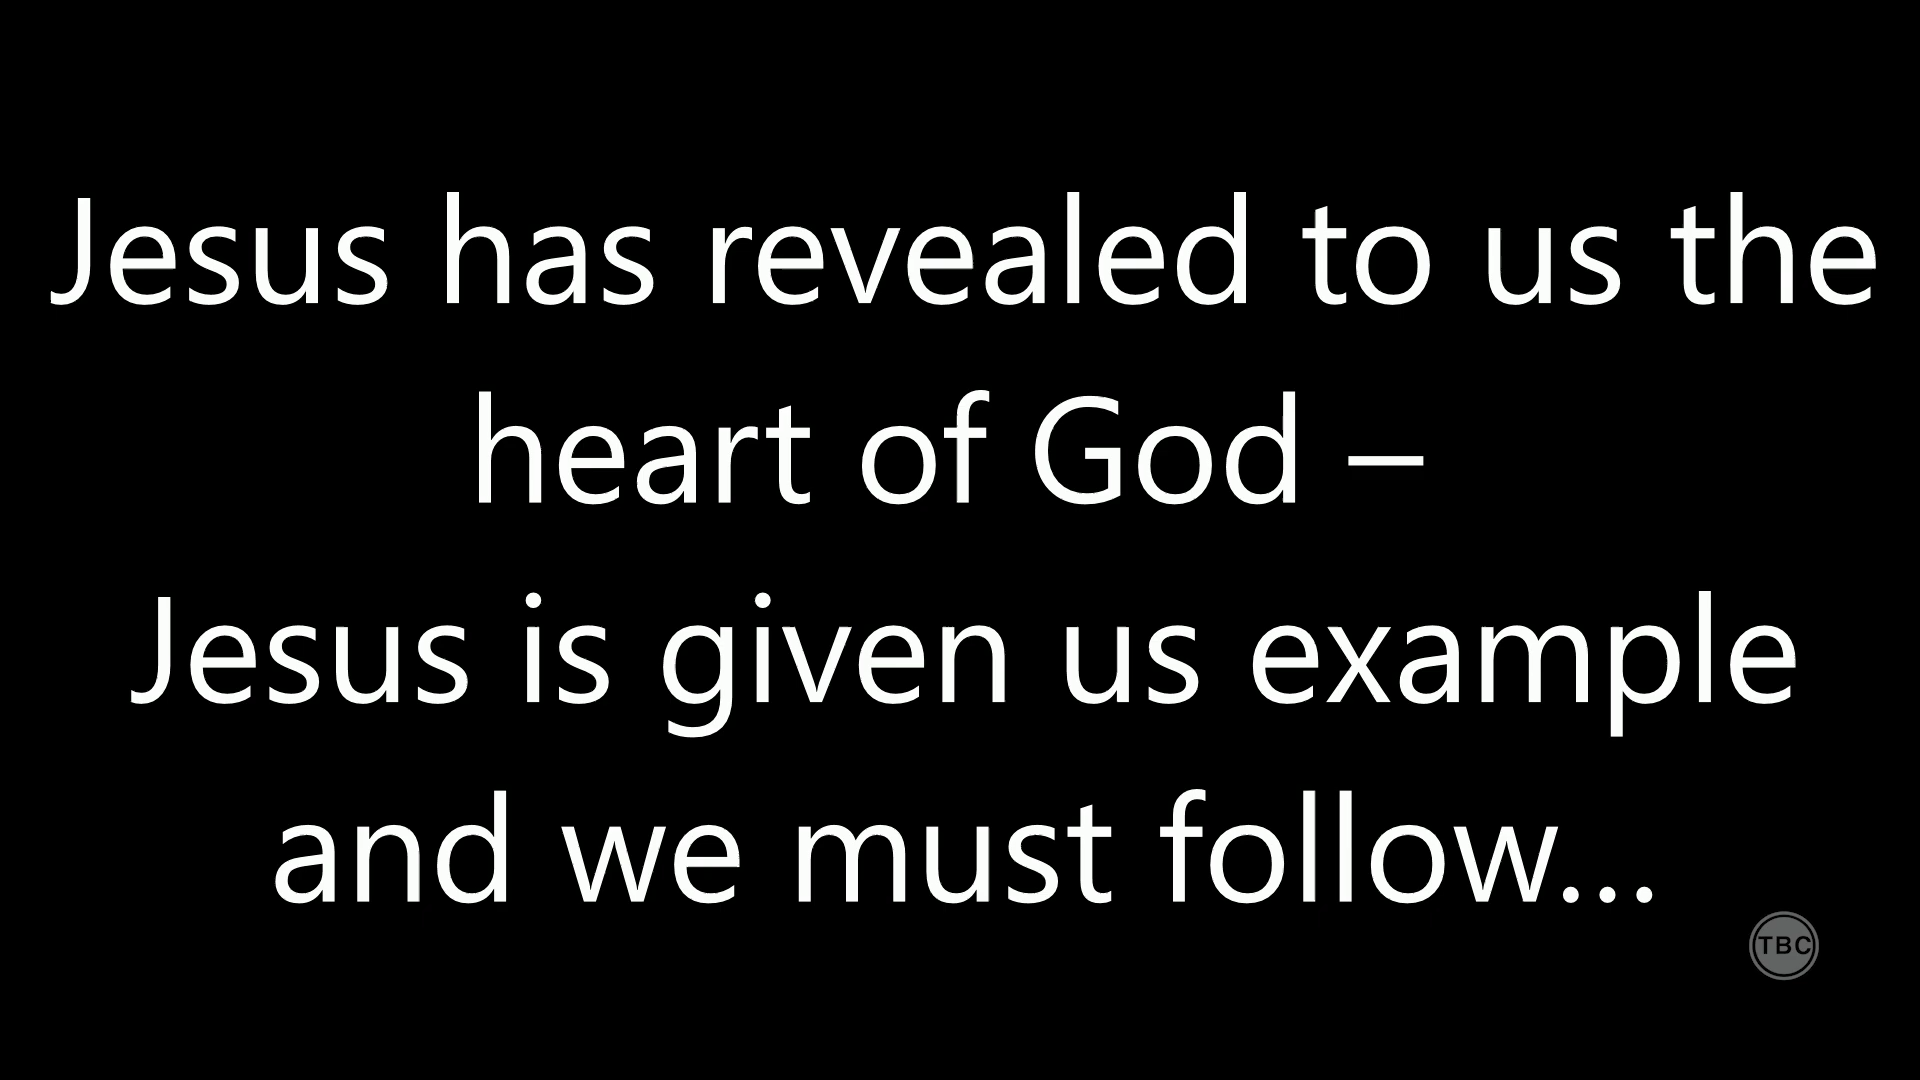 Jesus has revealed to us the
heart of God –
Jesus is given us example
and we must follow...
TBC